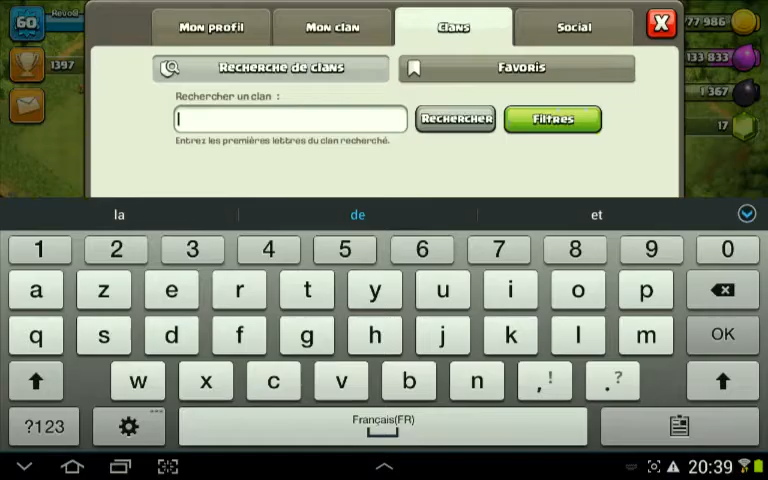 60 Revoo 77 986
Mon profil Mon clan Clans Social X
1397 133 833
Recherche de clans Favoris
1 367
Rechercher un clan :
Rechercher Filtres
17
Entrez les premières lettres du clan recherché.
la de et
1 2 3 4 5 6 7 8 9 0
a z e r t y u i o p
q s d f g h j k l m OK
w x c v b n , ! . ?
?123 Français(FR)
20:39